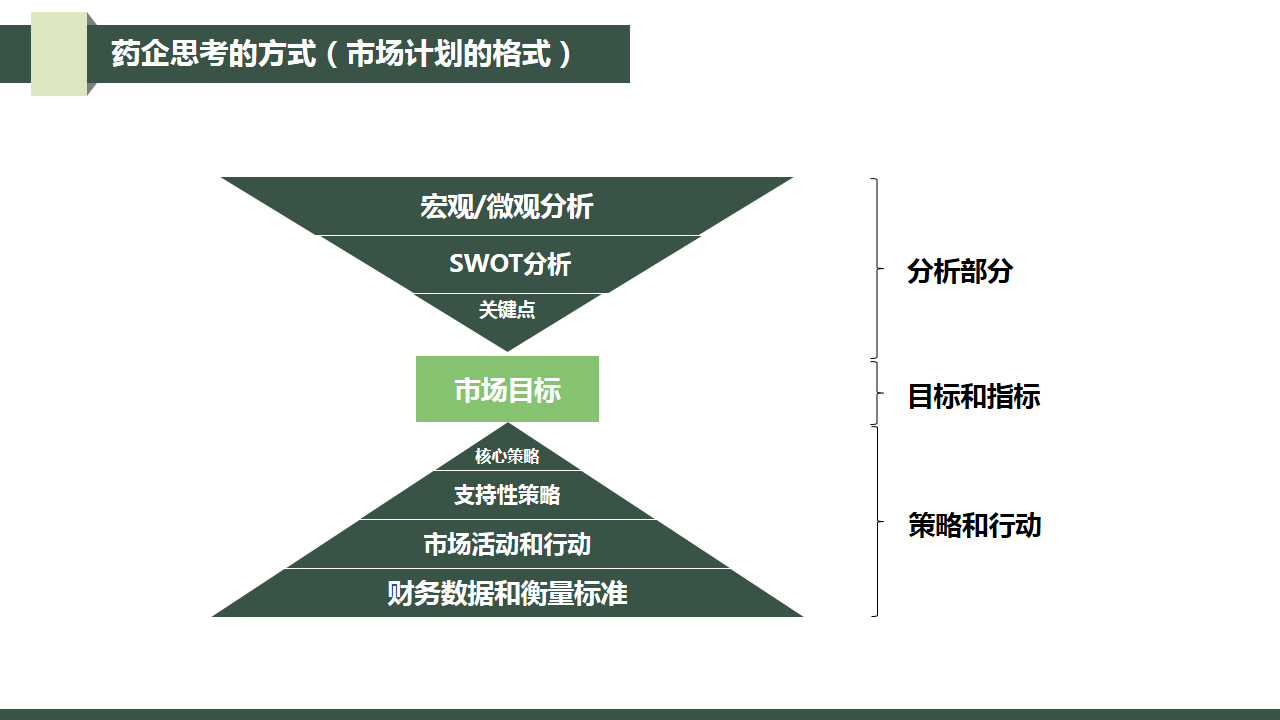 药企思考的方式（市场计划的格式）
宏观/微观分析
SWOT分析
关键点
分析部分
市场目标
目标和指标
核心策略
支持性策略
市场活动和行动
财务数据和衡量标准
策略和行动